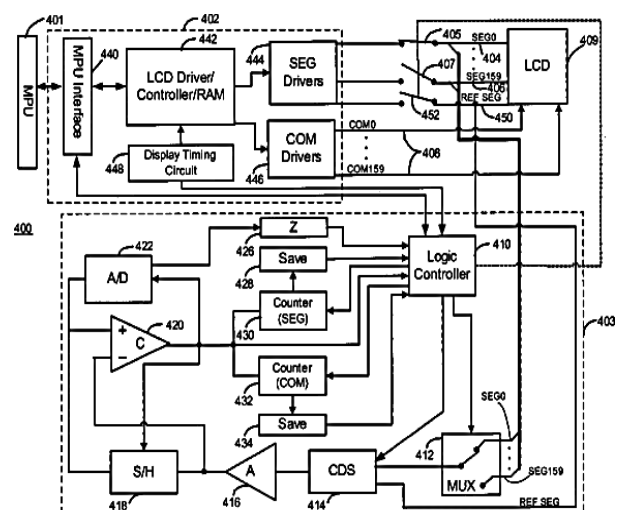 401
402
442
440
444
405
SEG0
404
409
MPU
MPU Interface
LCD Driver/
Controller/RAM
SEG
Drivers
407
SEG159
406
REF SEG
LCD
452
450
COM0
COM
Drivers
408
448
Display Timing
Circuit
446
COM159
400
422
A/D
Z
426
Save
428
410
Logic
Controller
420
+
C
−
Counter
(SEG)
430
403
Counter
(COM)
432
Save
434
SEG0
412
MUX
SEG159
S/H
418
A
416
CDS
414
REF SEG